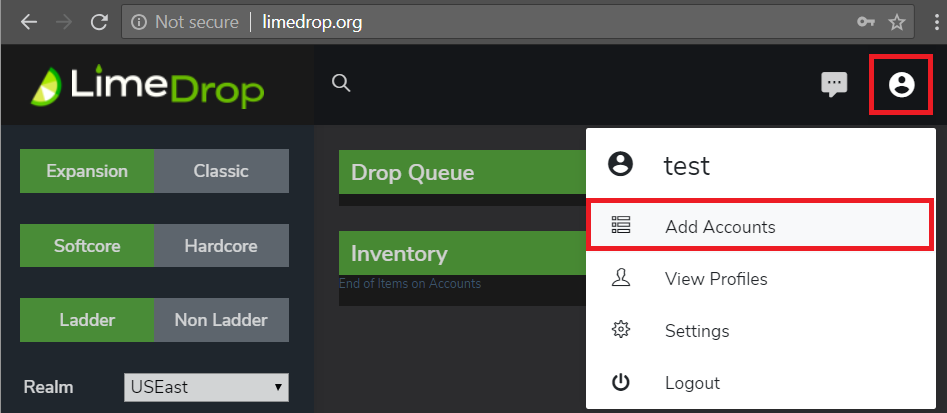 Not secure | limedrop.org
LimeDrop
test
Expansion Classic
Drop Queue
Add Accounts
Softcore Hardcore
Inventory
End of Items on Accounts
View Profiles
Ladder Non Ladder
Settings
Realm USEast
Logout